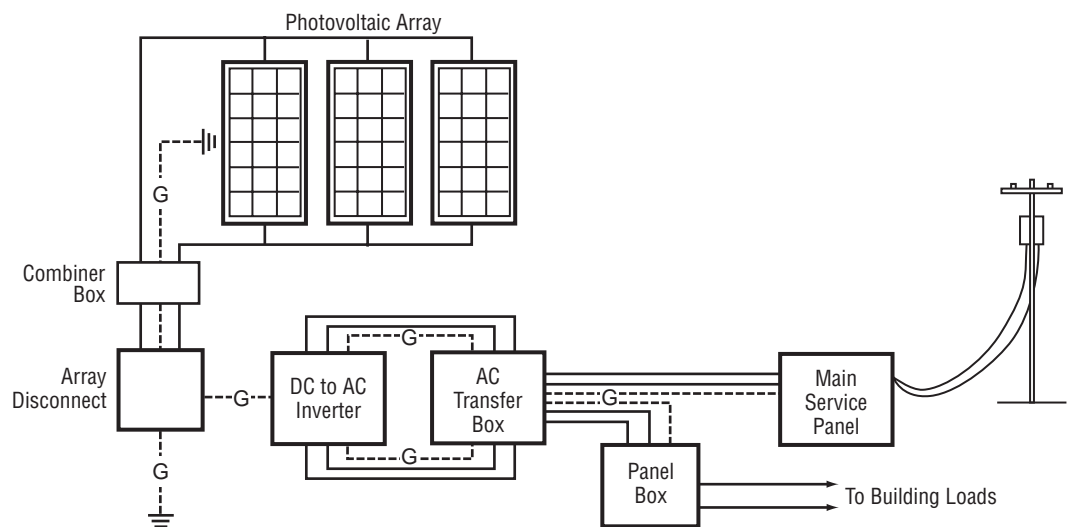 Photovoltaic Array
G
Combiner
Box
Array
Disconnect
G
G
DC to AC
Inverter
G
G
AC
Transfer
Box
G
Main
Service
Panel
Panel
Box
To Building Loads